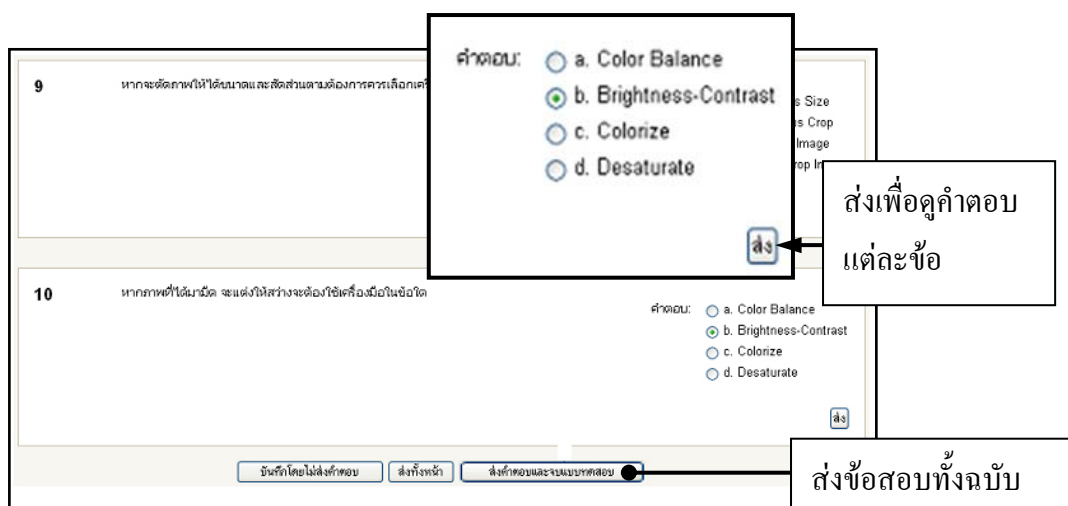 คำตอบ:
a. Color Balance
b. Brightness-Contrast
c. Colorize
d. Desaturate
ส่ง
ส่งเพื่อดูคำตอบ
แต่ละข้อ
9
หากจะตัดภาพให้ได้ขนาดและสัดส่วนตามต้องการควรเลือกเครื
s Size
is Crop
Image
rop Im
10
หากภาพที่ได้มามืด จะแต่งให้สว่างจะต้องใช้เครื่องมือในข้อใด
คำตอบ:
a. Color Balance
b. Brightness-Contrast
c. Colorize
d. Desaturate
ส่ง
บันทึกโดยไม่ส่งคำตอบ
ส่งทั้งหน้า
ส่งคำตอบและจบแบบทดสอบ
ส่งข้อสอบทั้งฉบับ